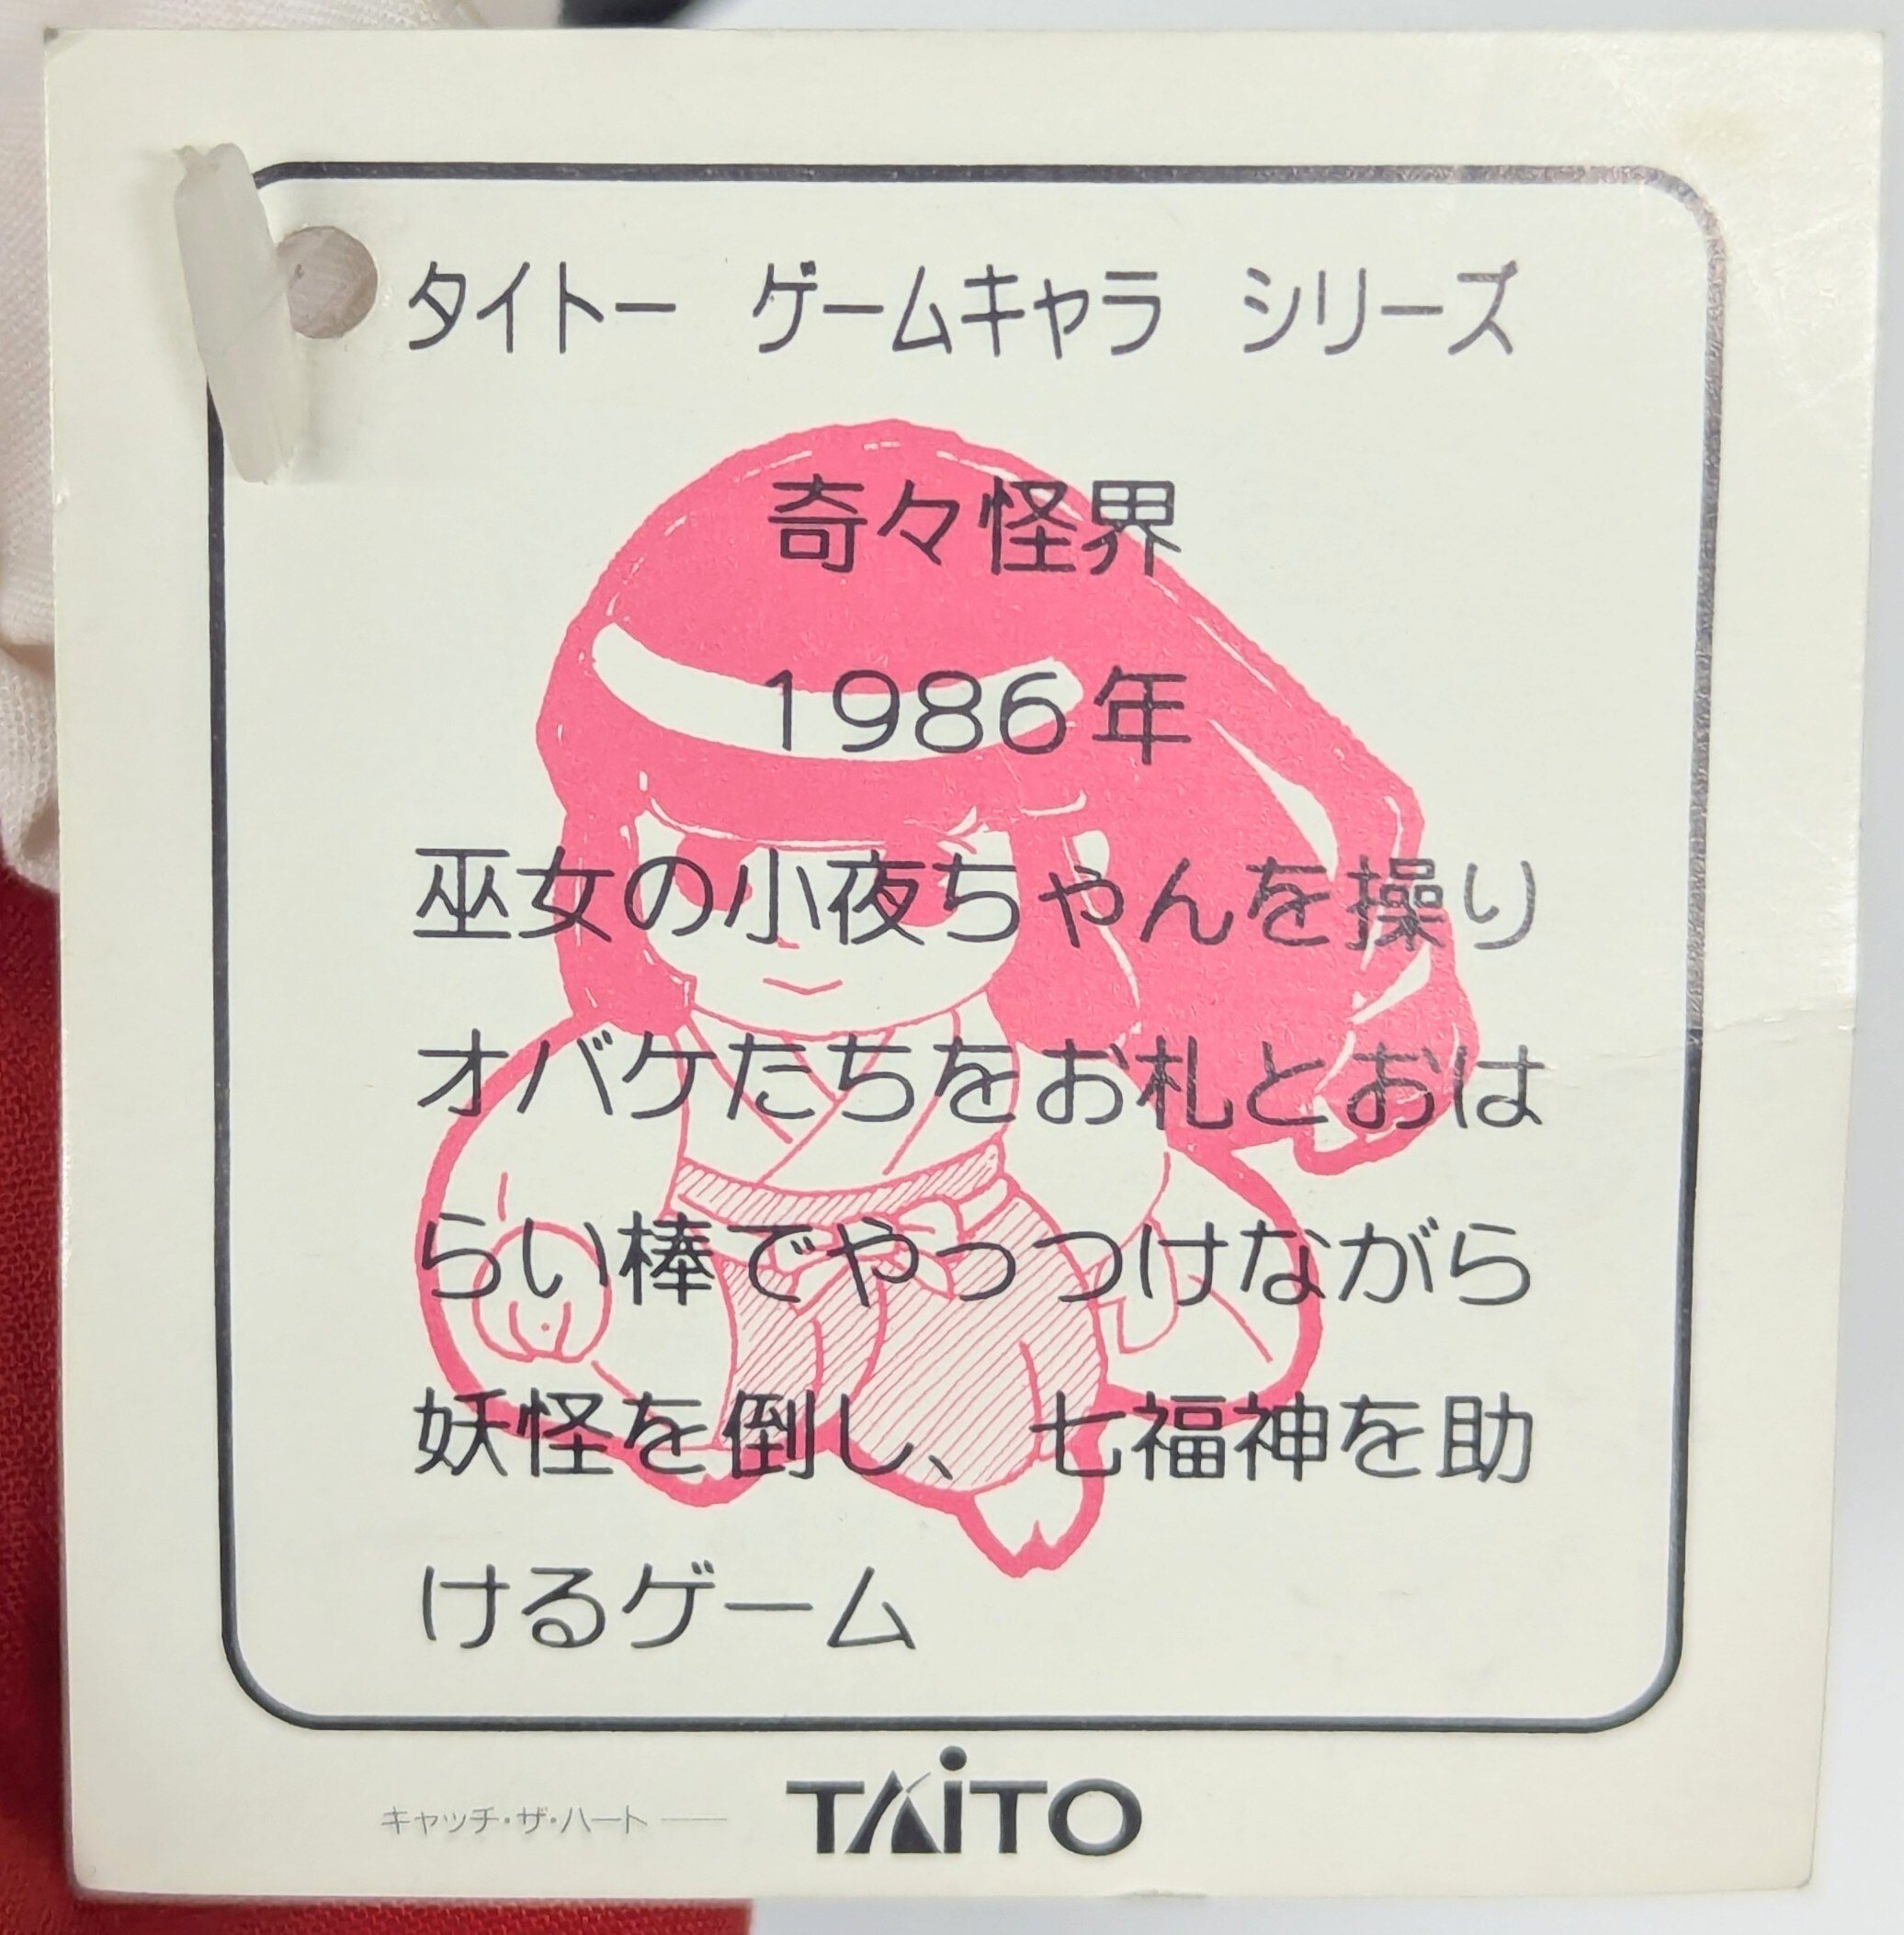 タイトー ゲームキャラ シリーズ
奇々怪界
1986年
巫女の小夜ちゃんを操り
オバケたちをお札とおは
らい棒でやっつけながら
妖怪を倒し、七福神を助
けるゲーム
キャッチ・ザ・ハート── TAiTO